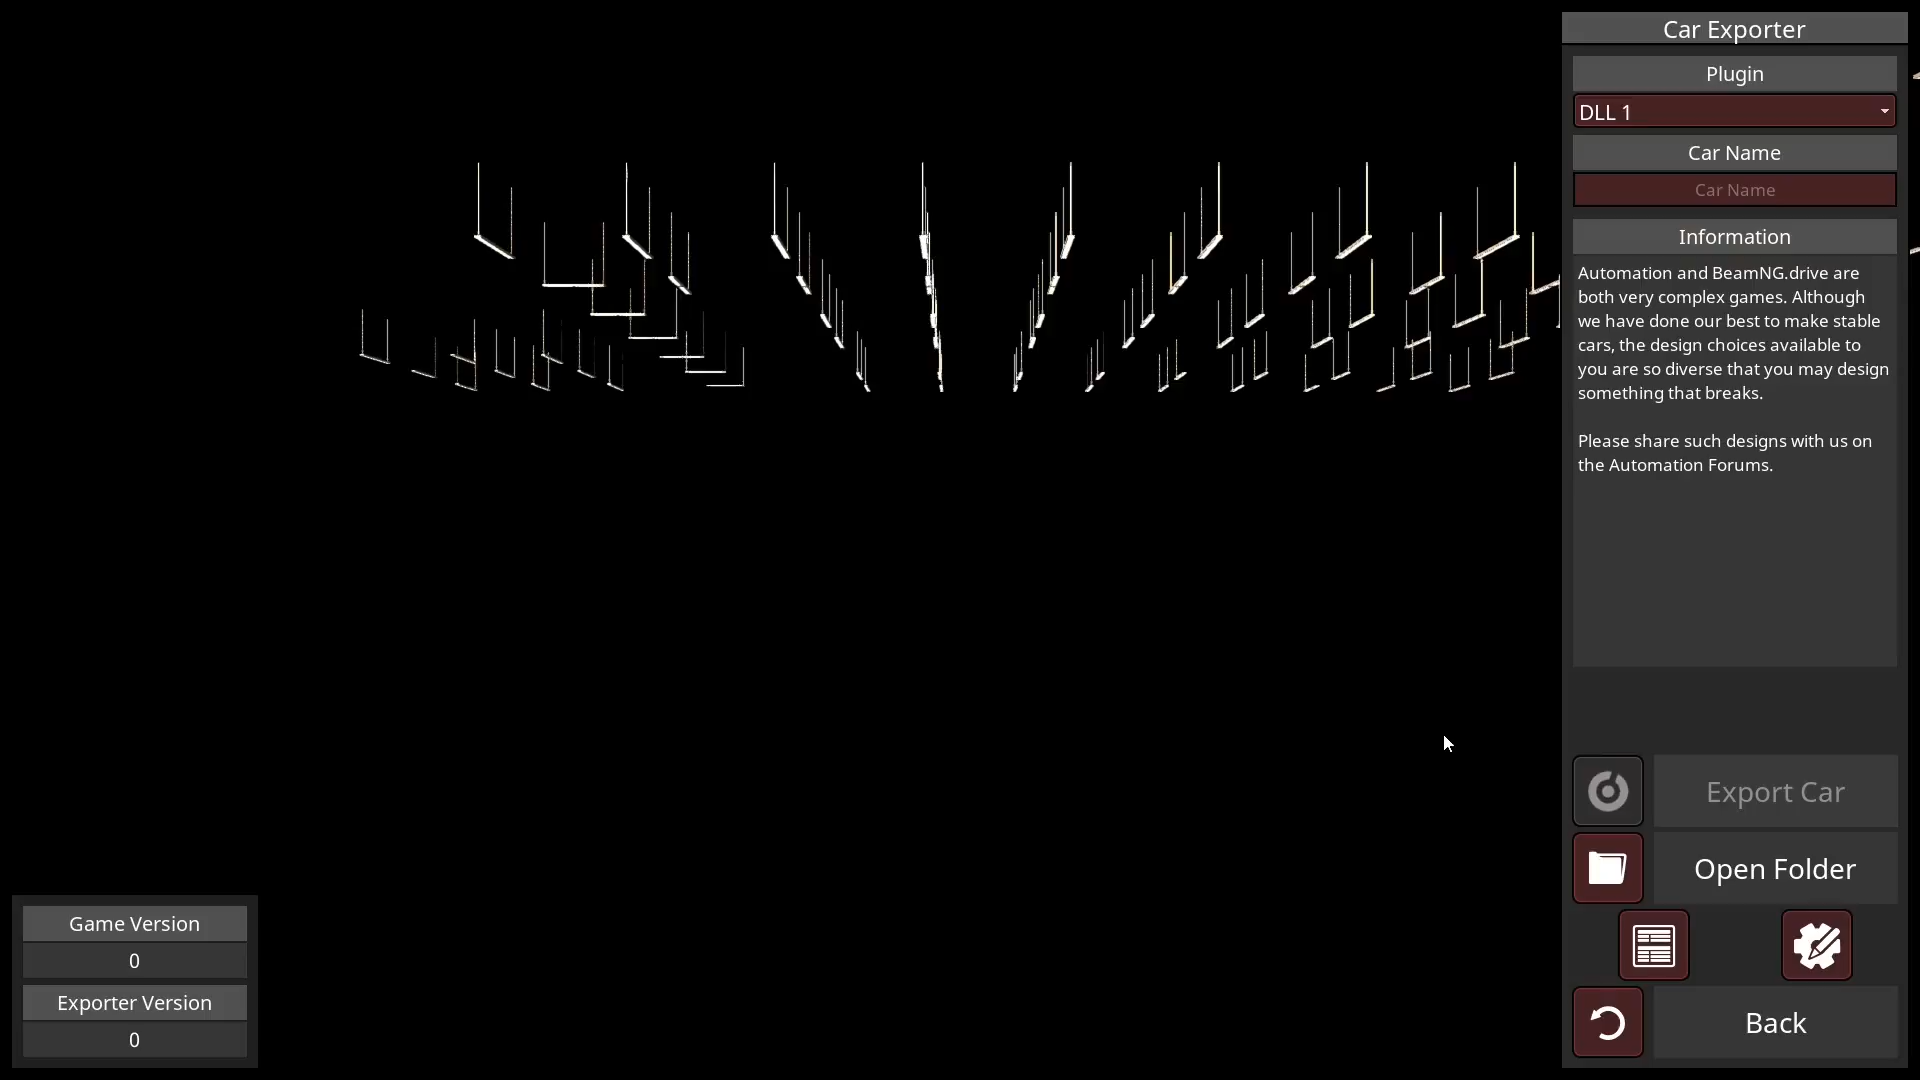 Car Exporter
Plugin
DLL 1
Car Name
Car Name
Information
Automation and BeamNG.drive are
both very complex games. Although
we have done our best to make stable
cars, the design choices available to
you are so diverse that you may design
something that breaks.
Please share such designs with us on
the Automation Forums.
Export Car
Open Folder
Back
Game Version
0
Exporter Version
0